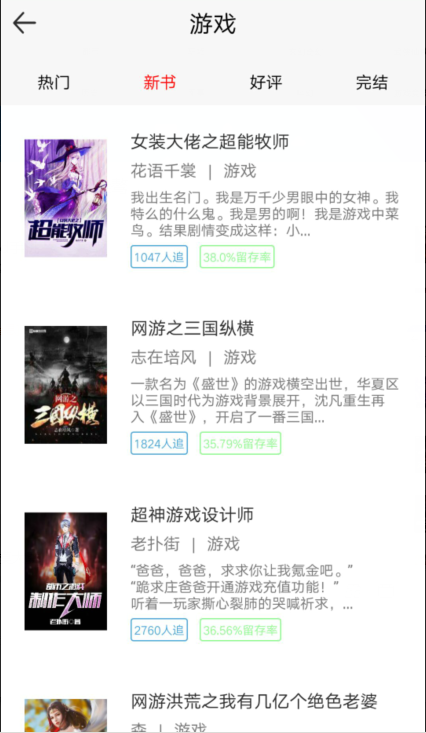 游戏
热门 新书 好评 完结
女装大佬之超能牧师
花语千裳 | 游戏
我出生名门。我是万千少男眼中的女神。我
特么的什么鬼。我是男的啊！我是游戏中菜
鸟。结果剧情变成这样：小...
1047人追 38.0%留存率
超能牧师
网游之三国纵横
志在培风 | 游戏
一款名为《盛世》的游戏横空出世，华夏区
以三国时代为游戏背景展开，沈凡重生再
入《盛世》，开启了一番三国...
1824人追 35.79%留存率
网游之
三国纵横
超神游戏设计师
老扑街 | 游戏
“爸爸，爸爸，求求你让我氪金吧。”
“跪求庄爸爸开通游戏充值功能！”
听着一玩家撕心裂肺的哭喊祈求，...
2760人追 36.56%留存率
制作大师
网游洪荒之我有几亿个绝色老婆